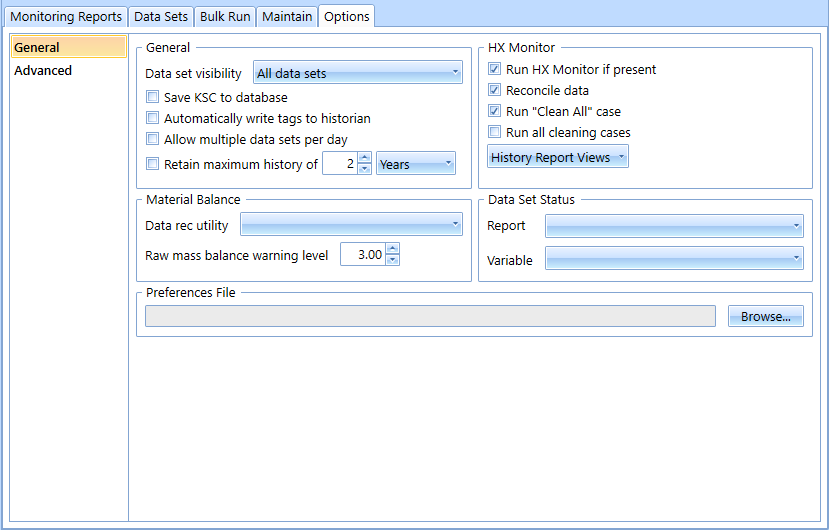 Monitoring Reports Data Sets Bulk Run Maintain Options
General
Advanced
General
Data set visibility All data sets
Save KSC to database
Automatically write tags to historian
Allow multiple data sets per day
Retain maximum history of 2 Years
HX Monitor
Run HX Monitor if present
Reconcile data
Run "Clean All" case
Run all cleaning cases
History Report Views
Material Balance
Data rec utility
Raw mass balance warning level 3.00
Data Set Status
Report
Variable
Preferences File
Browse...